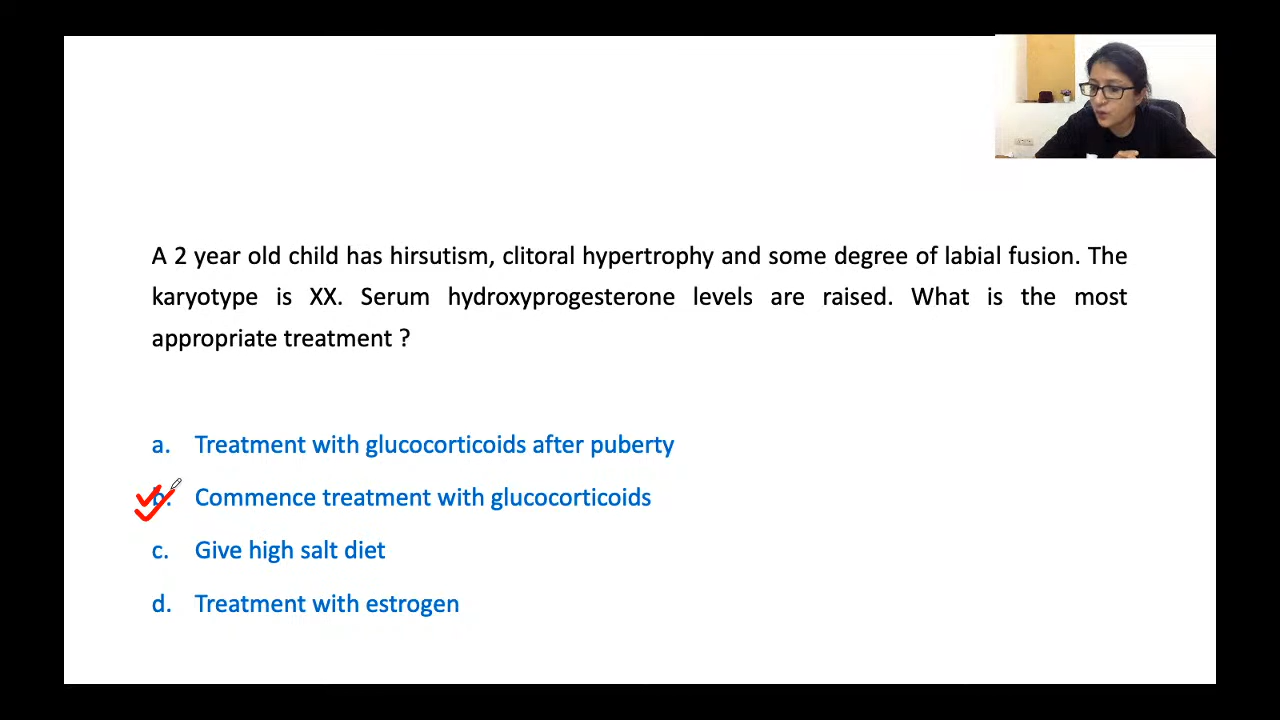 A 2 year old child has hirsutism, clitoral hypertrophy and some degree of labial fusion. The
karyotype is XX. Serum hydroxyprogesterone levels are raised. What is the most
appropriate treatment ?
a. Treatment with glucocorticoids after puberty
b. Commence treatment with glucocorticoids
c. Give high salt diet
d. Treatment with estrogen